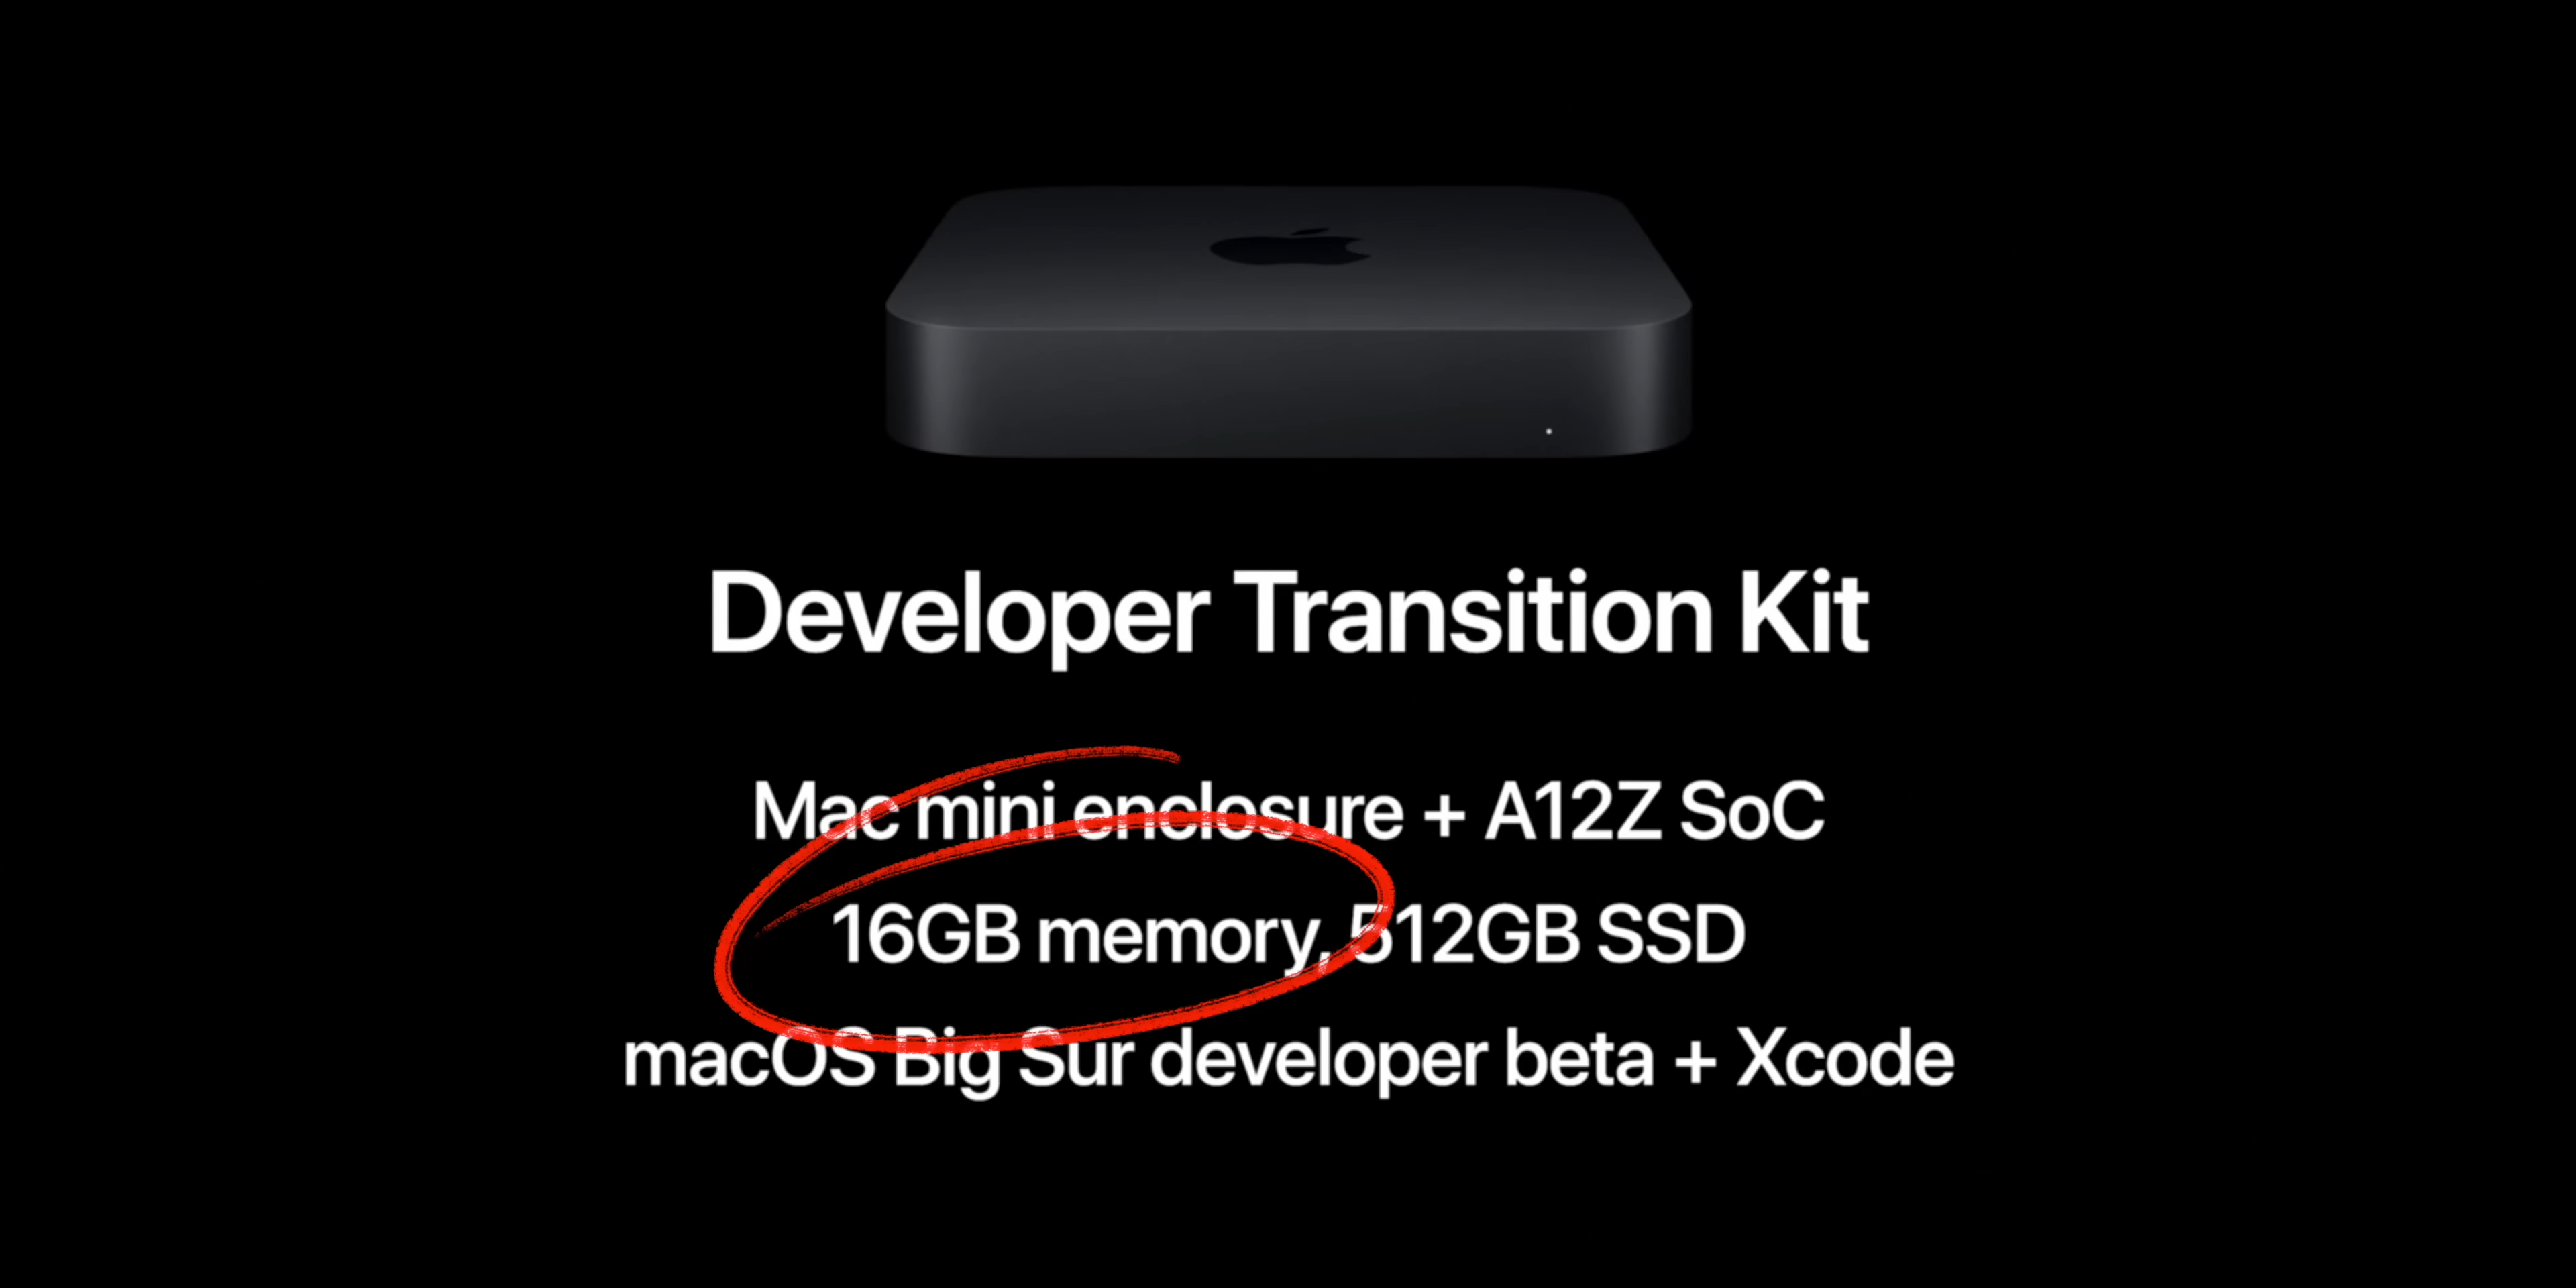 Developer Transition Kit
Mac mini enclosure + A12Z SoC
16GB memory, 512GB SSD
macOS Big Sur developer beta + Xcode